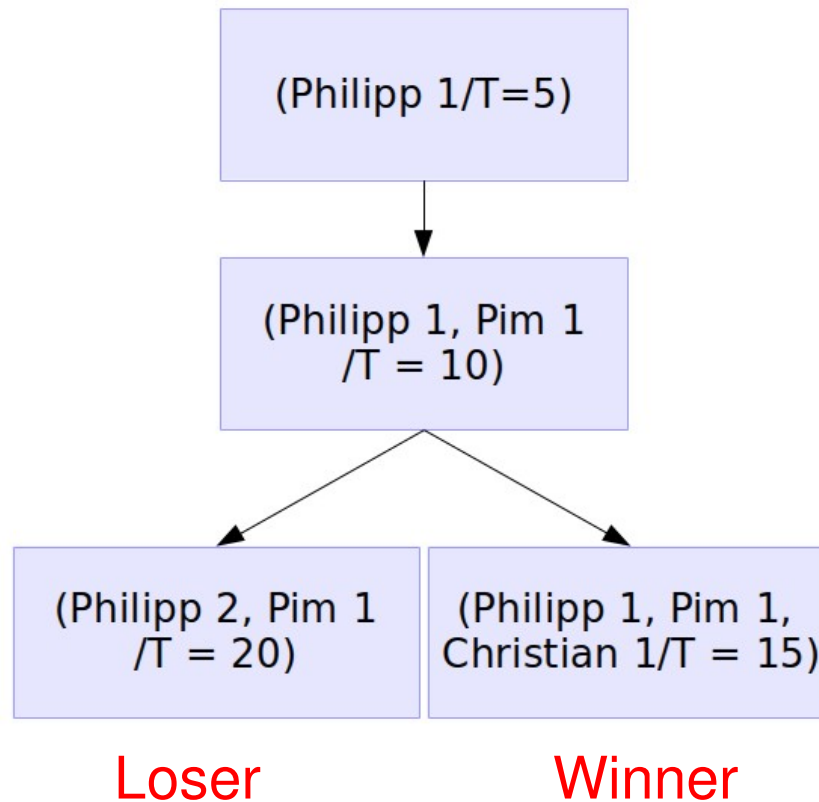 (Philipp 1/T=5)
(Philipp 1, Pim 1
/T = 10)
(Philipp 2, Pim 1
/T = 20)
(Philipp 1, Pim 1,
Christian 1/T = 15)
Loser
Winner